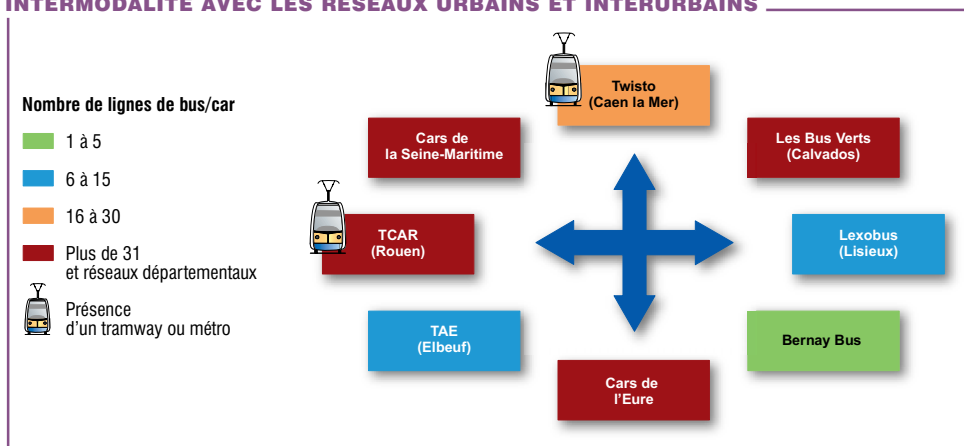 INTERMODALITÉ AVEC LES RÉSEAUX URBAINS ET INTERURBAINS
Nombre de lignes de bus/car
1 à 5
6 à 15
16 à 30
Plus de 31
et réseaux départementaux
Présence
d'un tramway ou métro
Twisto
(Caen la Mer)
Cars de
la Seine-Maritime
Les Bus Verts
(Calvados)
TCAR
(Rouen)
Lexobus
(Lisieux)
TAE
(Elbeuf)
Bernay Bus
Cars de
l'Eure